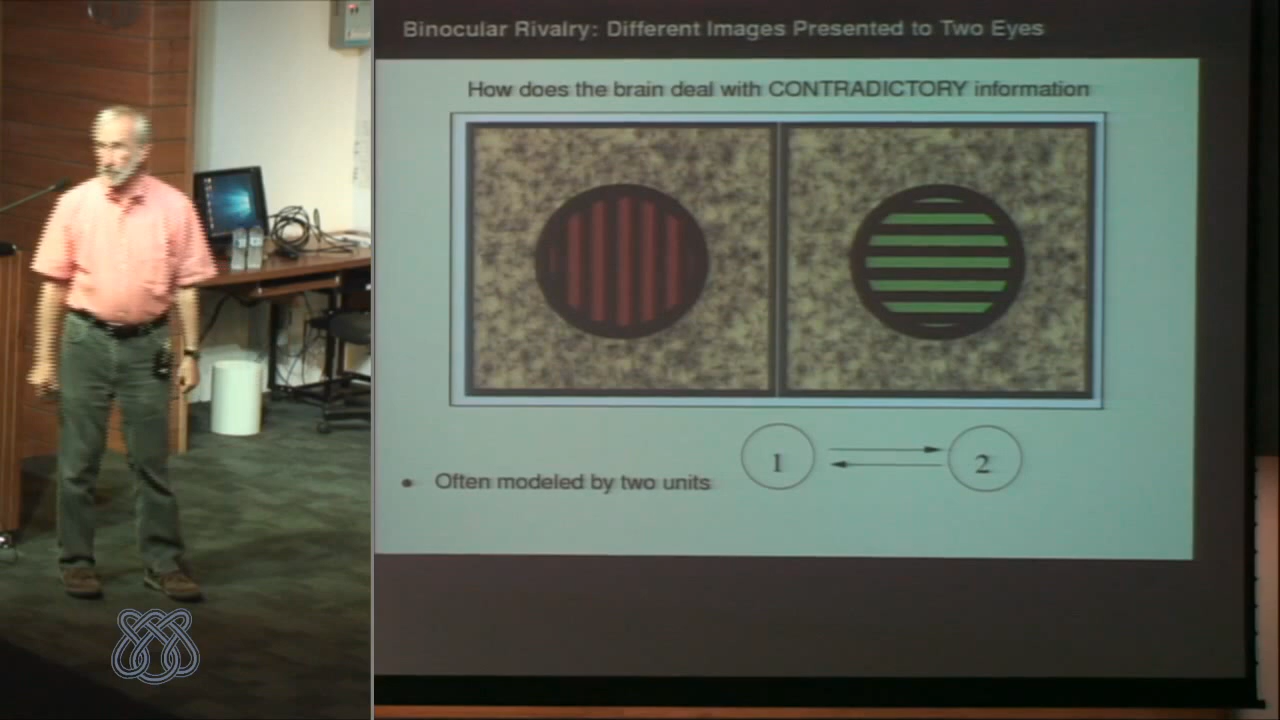 Binocular Rivalry: Different Images Presented to Two Eyes
How does the brain deal with CONTRADICTORY information
1
2
• Often modeled by two units